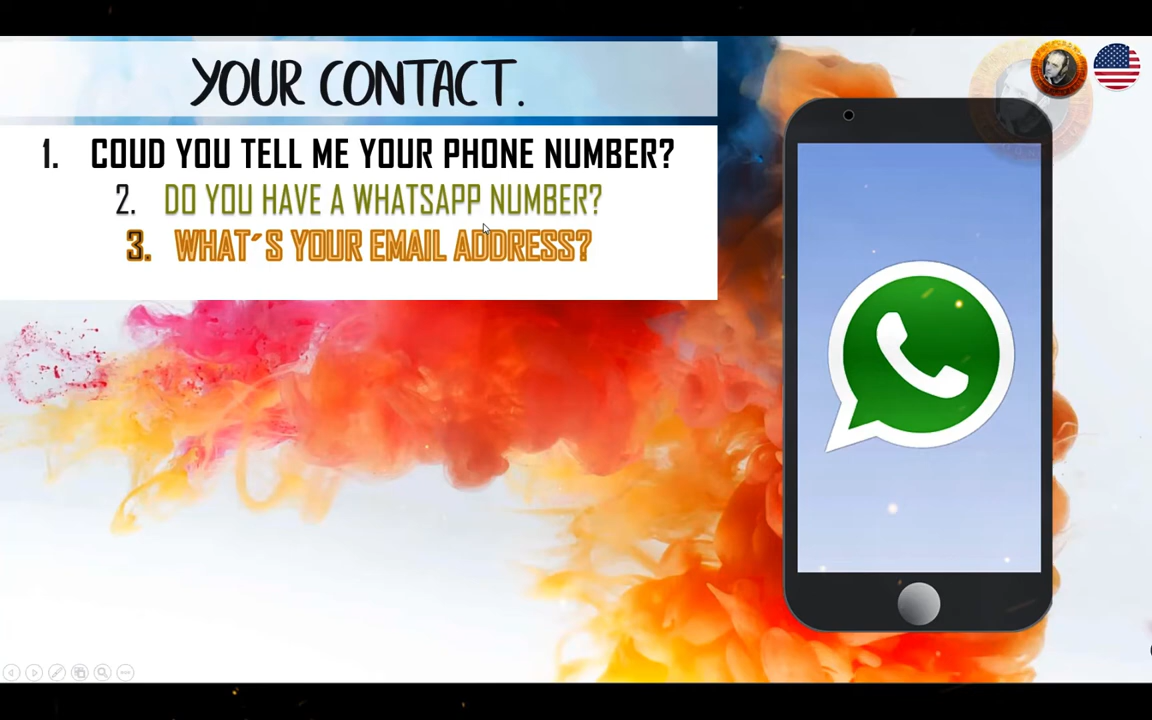 YOUR CONTACT.
1. COUD YOU TELL ME YOUR PHONE NUMBER?
2. DO YOU HAVE A WHATSAPP NUMBER?
3. WHAT´S YOUR EMAIL ADDRESS?